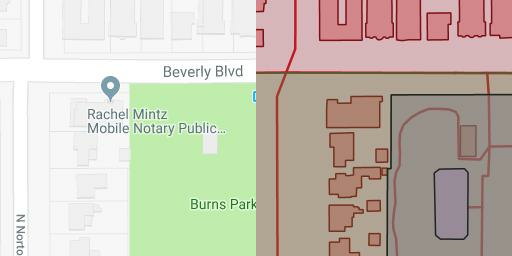 Beverly Blvd
Rachel Mintz
Mobile Notary Public...
Burns Park
N Norto